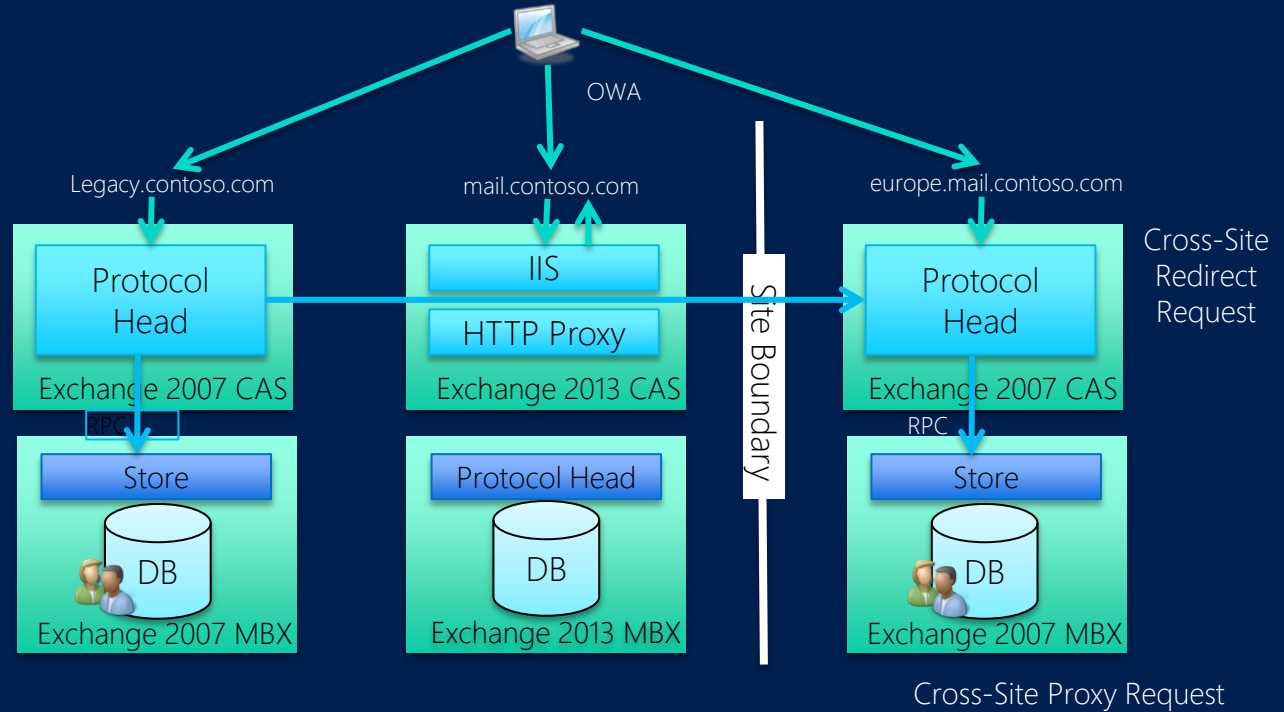 OWA
Legacy.contoso.com
mail.contoso.com
europe.mail.contoso.com
Protocol
Head
Exchange 2007 CAS
IIS
HTTP Proxy
Exchange 2013 CAS
Site Boundary
Protocol
Head
Exchange 2007 CAS
Cross-Site
Redirect
Request
RPC
RPC
Store
DB
Exchange 2007 MBX
Protocol Head
DB
Exchange 2013 MBX
Store
DB
Exchange 2007 MBX
Cross-Site Proxy Request